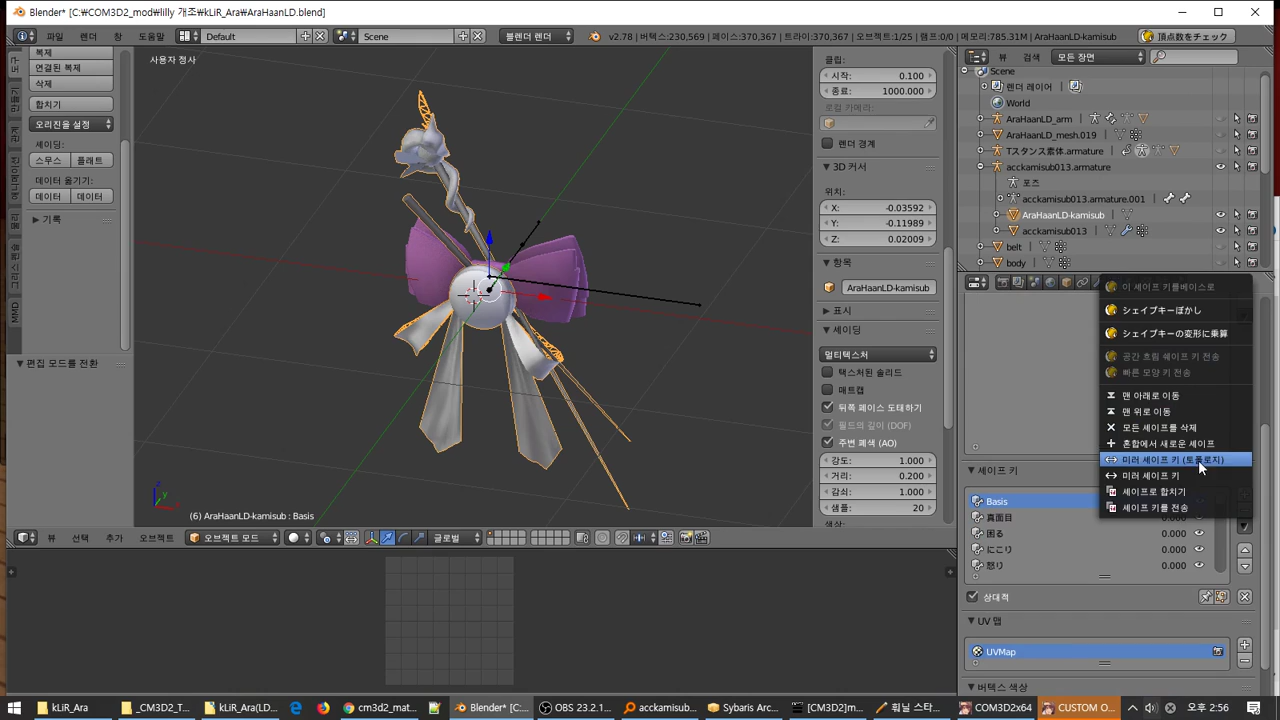 Blender* [C:₩COM3D2_mod₩lilly 개조₩kLiR_Ara₩AraHaanLD.blend]
파일 렌더 창 도움말 Default Scene 블렌더 렌더 v2.78 | 버텍스:230,569 | 페이스:370,367 | 트라이:370,367 | 오브젝트:1/25 | 램프:0/0 | 메모리:785.31M | AraHaanLD-kamisub 頂点数をチェック
복제
연결된 복제
삭제
합치기
오리진을 설정
셰이딩:
스무스 플래트
데이터 옮기기:
데이터 데이터
▶ 기록
▼ 편집 모드를 전환
MMD
사용자 정사
(6) AraHaanLD-kamisub : Basis
뷰 선택 추가 오브젝트 오브젝트 모드 글로벌
클립:
시작: 0.100
종료: 1000.000
로컬 카메라:
렌더 경계
▼ 3D 커서
위치:
X: -0.03592
Y: -0.11989
Z: 0.02009
▼ 항목
AraHaanLD-kamisub
▶ 표시
▼ 셰이딩
멀티텍스처
텍스처된 솔리드
매트캡
뒤쪽 페이스 도태하기
필드의 깊이 (DOF)
주변 폐색 (AO)
강도: 1.000
거리: 0.200
감쇠: 1.000
샘플: 20
색상:
뷰 검색 모든 장면
Scene
렌더 레이어
World
AraHaanLD_arm
AraHaanLD_mesh.019
Tスタンス素体.armature
acckamisub013.armature
포즈
acckamisub013.armature.001
AraHaanLD-kamisub
acckamisub013
belt
body
이 셰이프 키를베이스로
シェイプキーぼかし
シェイプキーの変形に乗算
공간 흐림 쉐이프 키 전송
빠른 모양 키 전송
맨 아래로 이동
맨 위로 이동
모든 셰이프를 삭제
혼합에서 새로운 셰이프
미러 셰이프 키 (토폴로지)
미러 셰이프 키
셰이프로 합치기
셰이프 키를 전송
▼ 셰이프 키
Basis
真面目 0.000
困る 0.000
にこり 0.000
怒り 0.000
상대적
▼ UV 맵
UVMap
▼ 버텍스 색상
kLiR_Ara _CM3D2_T... kLiR_Ara(LD... cm3d2_mat... Blender* [C:... OBS 23.2.1... acckamisub... Sybaris Arc... [COM3D2]m... 휘닐 스타... COM3D2x64 CUSTOM O... 오후 2:56